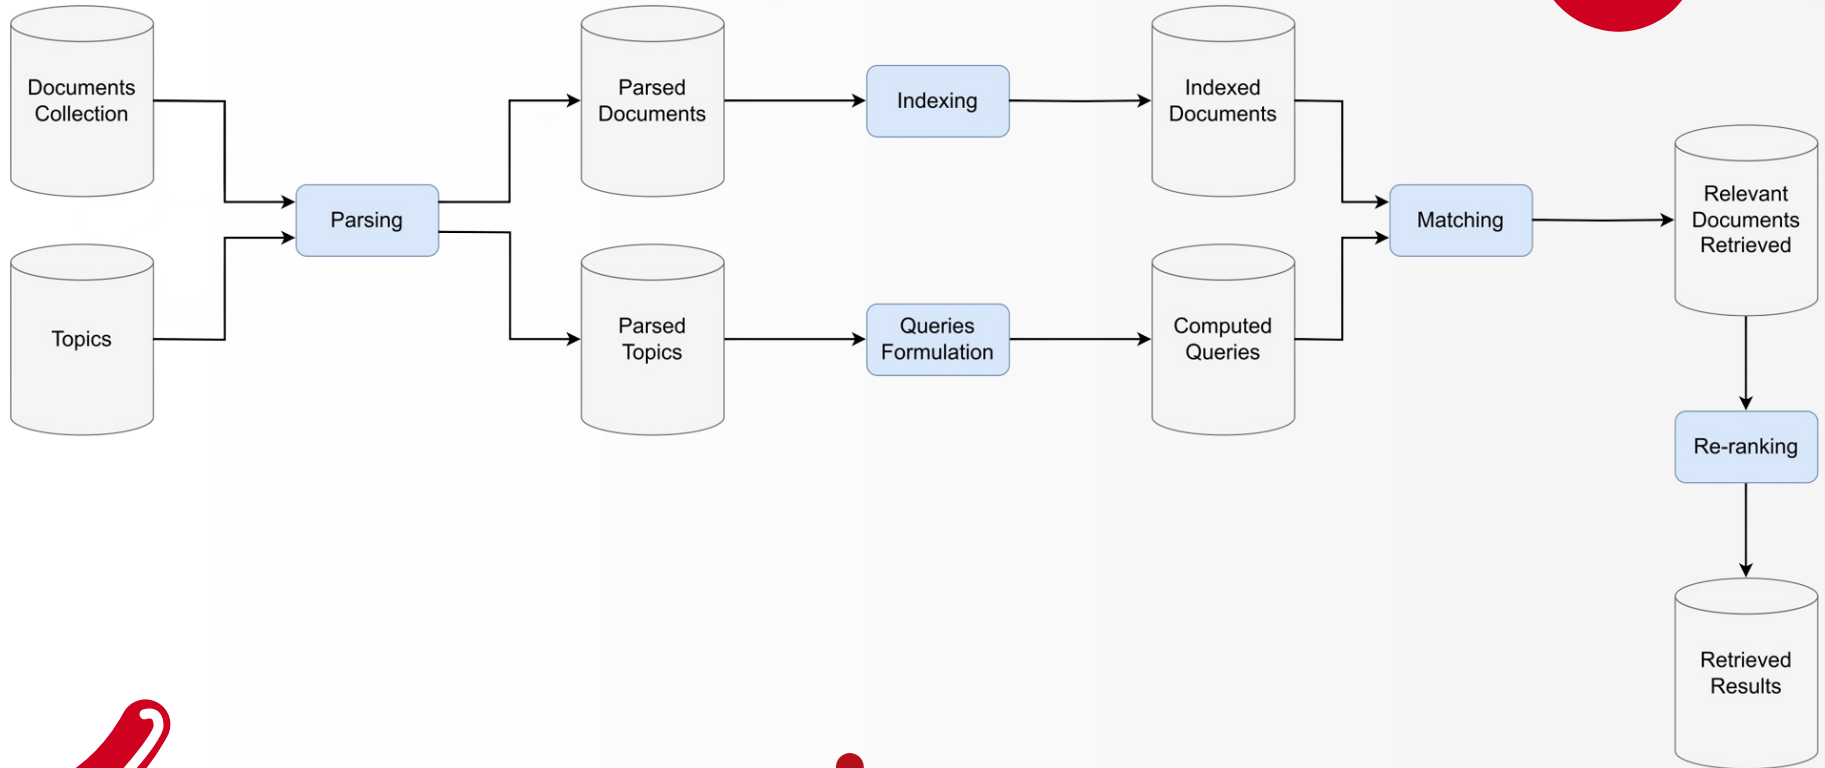 Documents
Collection
Parsed
Documents
Indexing
Indexed
Documents
Parsing
Matching
Relevant
Documents
Retrieved
Topics
Parsed
Topics
Queries
Formulation
Computed
Queries
Re-ranking
Retrieved
Results